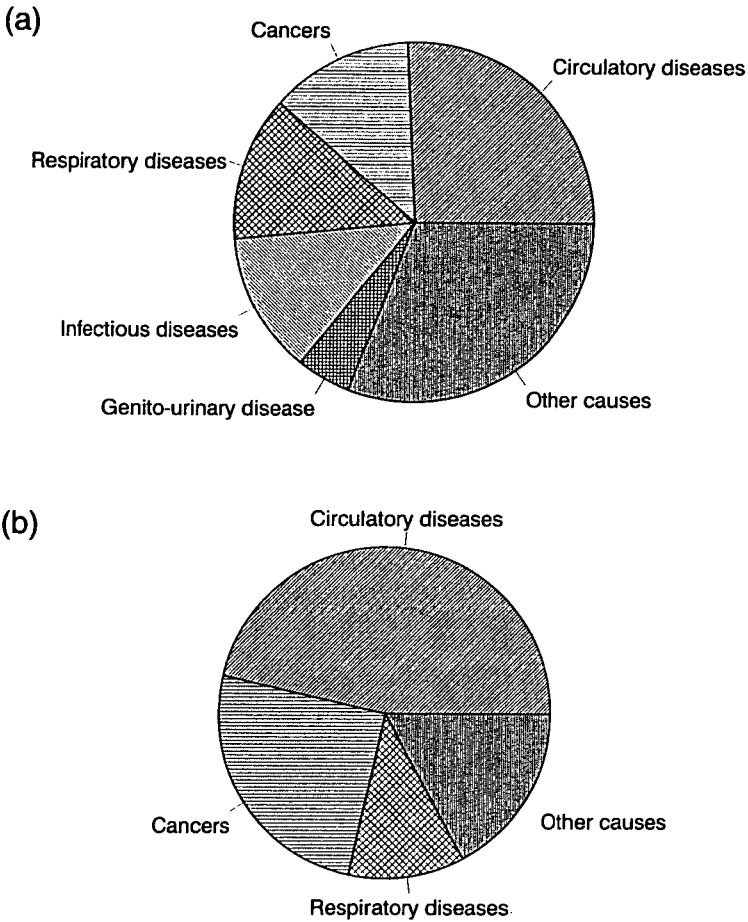 (a)
Cancers
Circulatory diseases
Respiratory diseases
Infectious diseases
Genito-urinary disease
Other causes
(b)
Circulatory diseases
Cancers
Other causes
Respiratory diseases